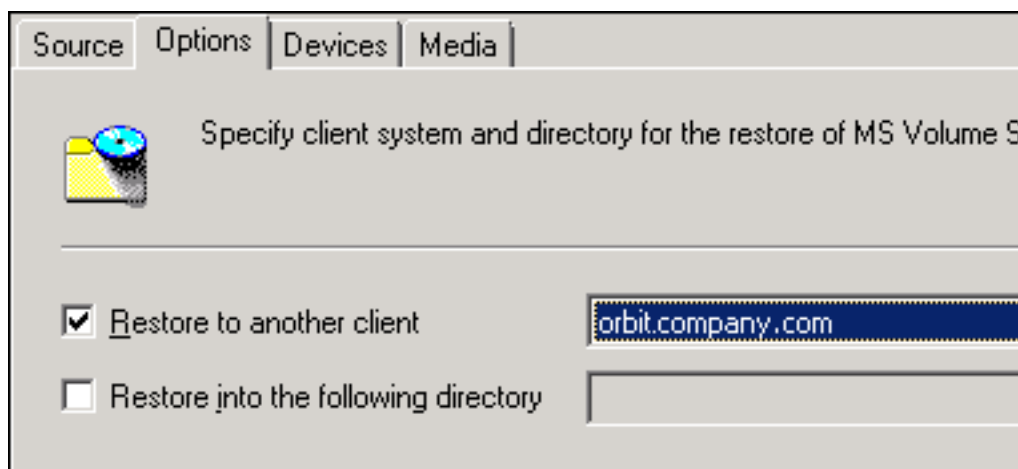 Source Options Devices Media
Specify client system and directory for the restore of MS Volume S
Restore to another client orbit.company.com
Restore into the following directory